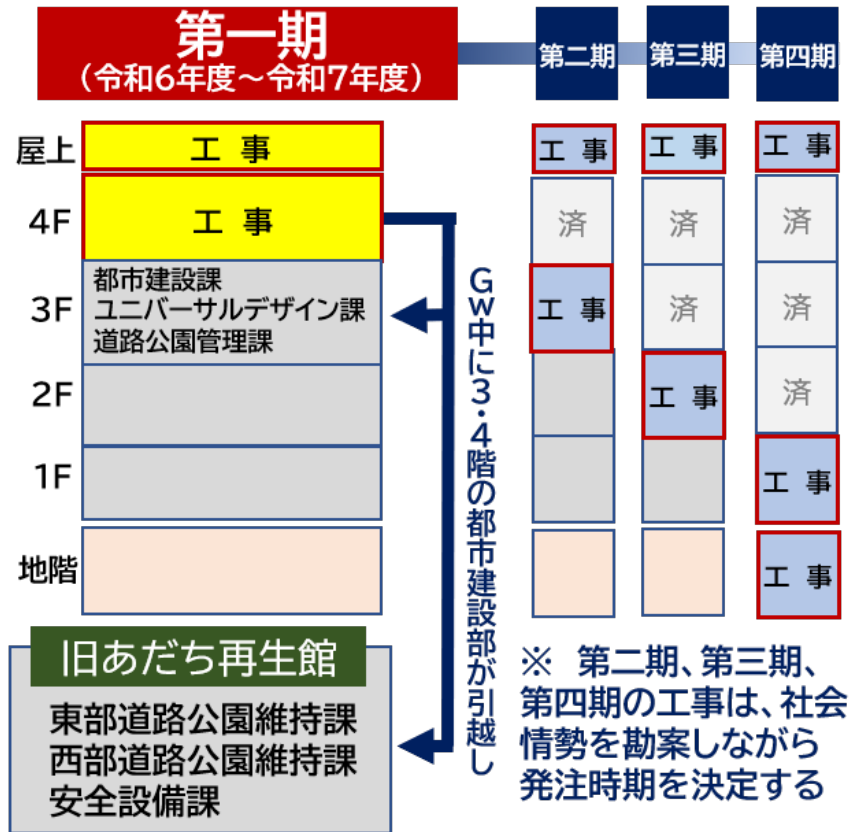 第一期
(令和6年度～令和7年度)
第二期
第三期
第四期
屋上
工 事
工 事
工 事
工 事
4F
工 事
済
済
済
3F
都市建設課
ユニバーサルデザイン課
道路公園管理課
工 事
済
済
2F
工 事
済
1F
工 事
地階
工 事
GW中に3・4階の都市建設部が引越し
旧あだち再生館
東部道路公園維持課
西部道路公園維持課
安全設備課
※ 第二期、第三期、
第四期の工事は、社会
情勢を勘案しながら
発注時期を決定する